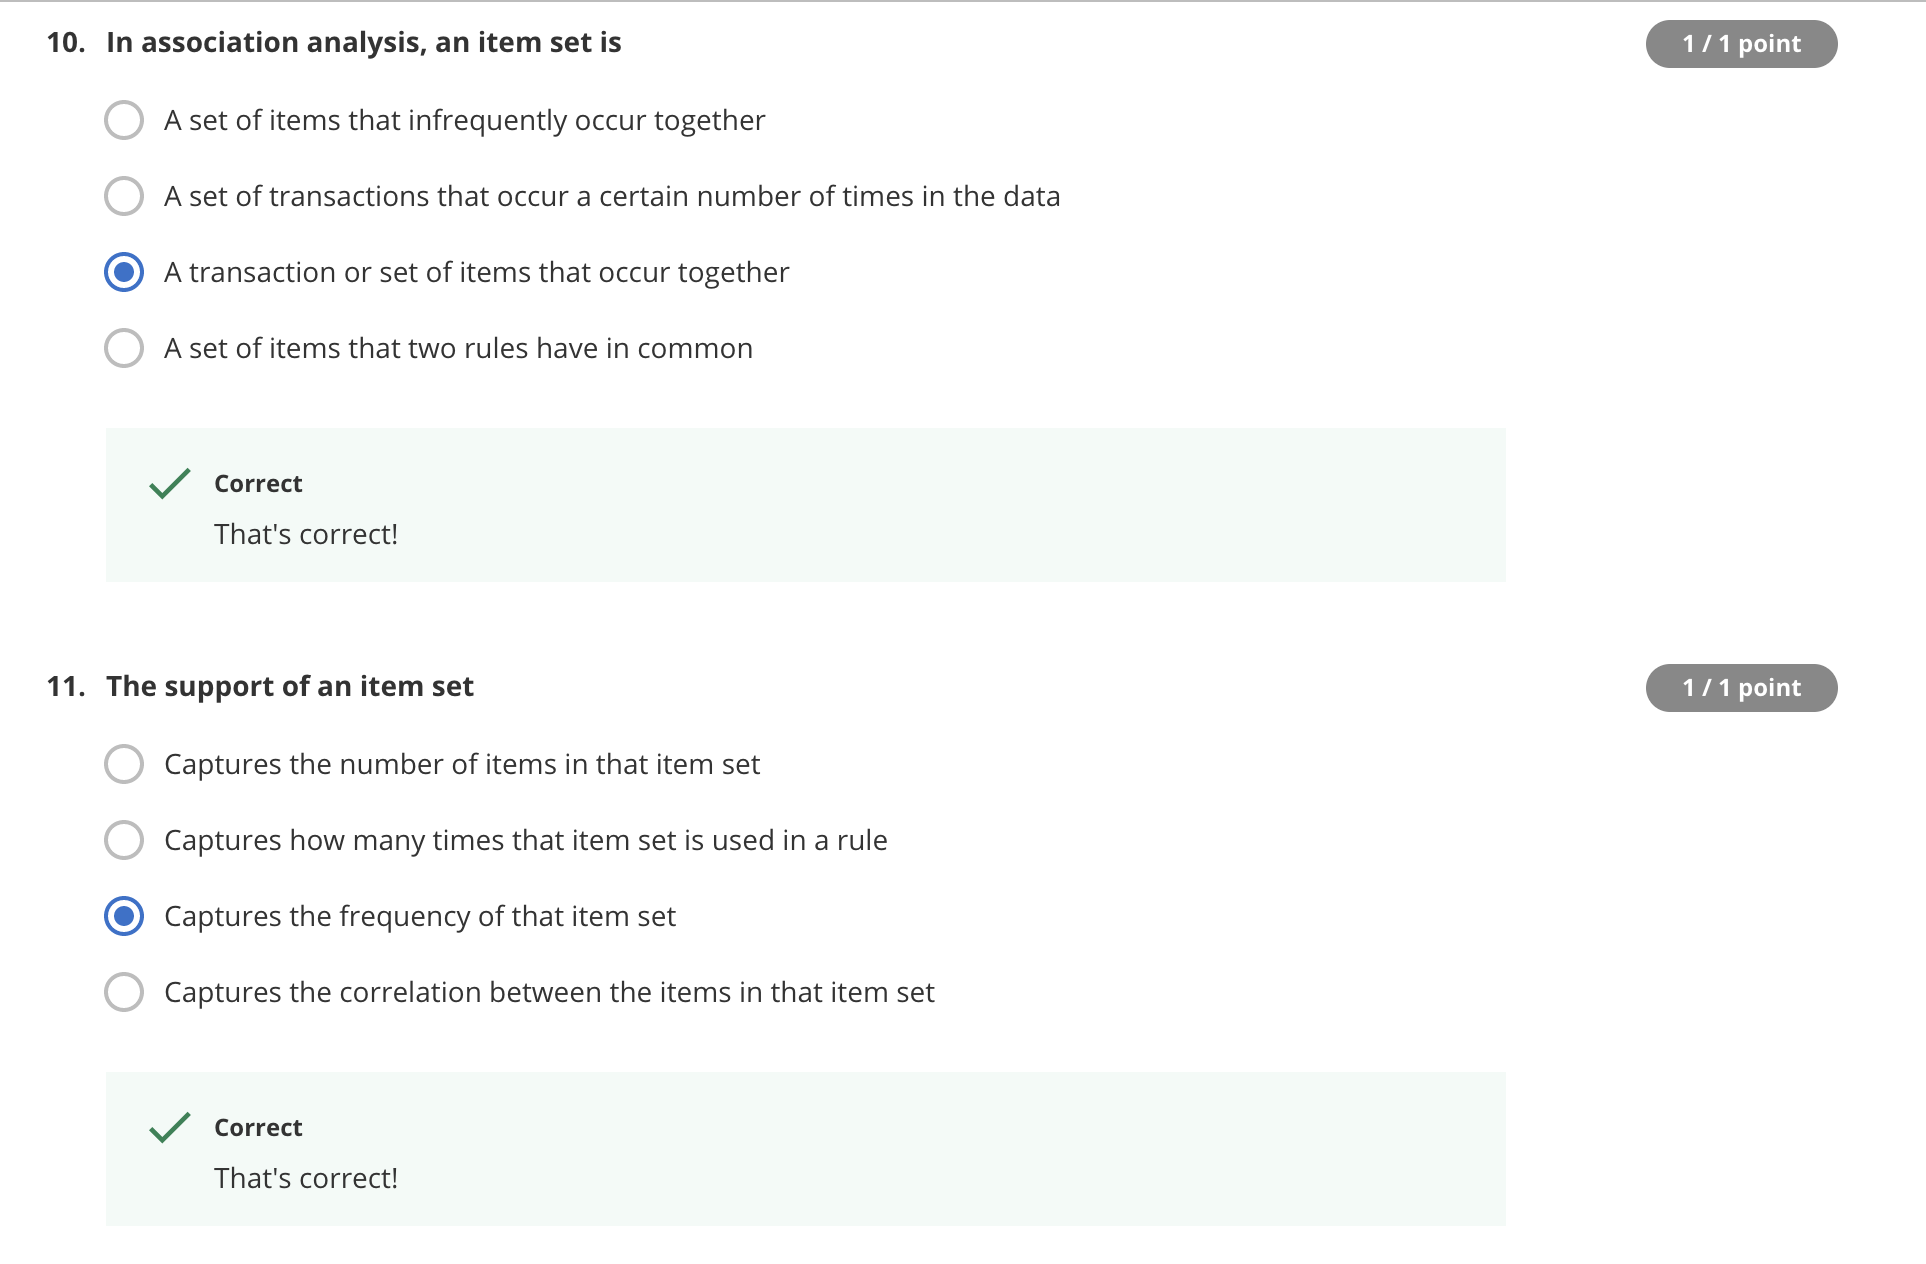 10. In association analysis, an item set is
1 / 1 point
A set of items that infrequently occur together
A set of transactions that occur a certain number of times in the data
A transaction or set of items that occur together
A set of items that two rules have in common
Correct
That's correct!
11. The support of an item set
1 / 1 point
Captures the number of items in that item set
Captures how many times that item set is used in a rule
Captures the frequency of that item set
Captures the correlation between the items in that item set
Correct
That's correct!